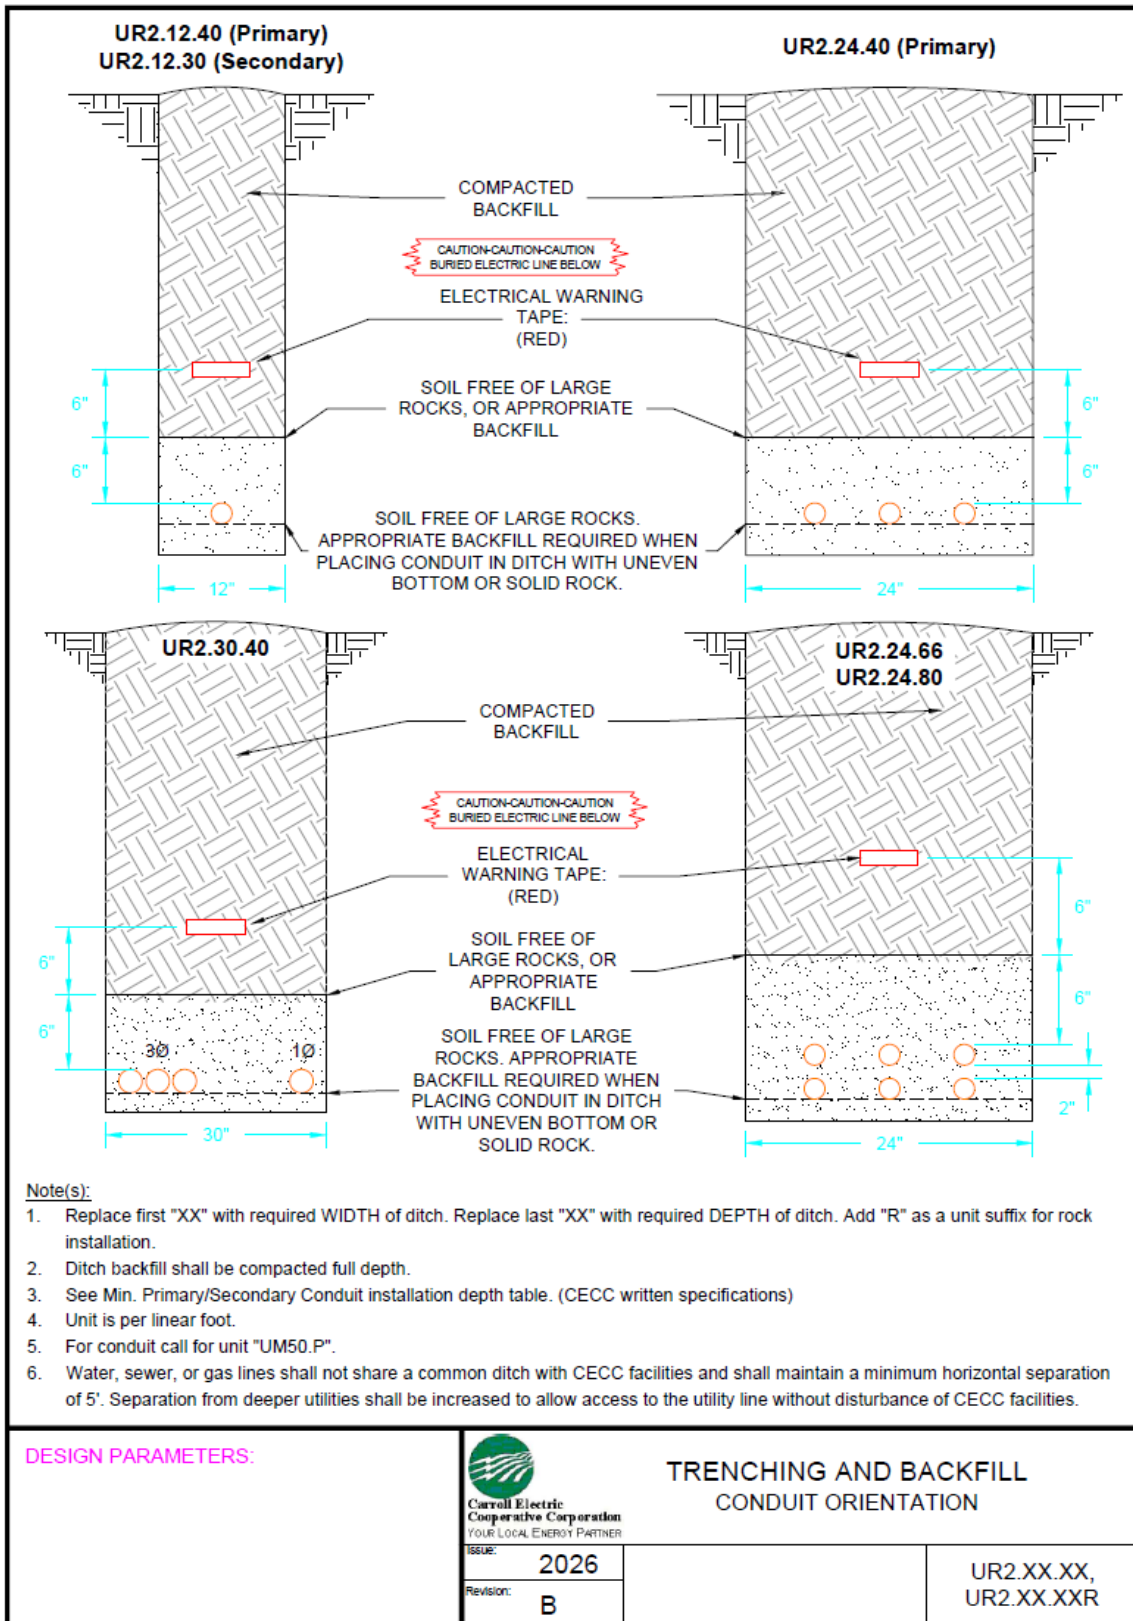 UR2.12.40 (Primary)
UR2.12.30 (Secondary)
UR2.24.40 (Primary)
COMPACTED
BACKFILL
CAUTION-CAUTION-CAUTION
BURIED ELECTRIC LINE BELOW
ELECTRICAL WARNING
TAPE:
(RED)
6"
6"
SOIL FREE OF LARGE
ROCKS, OR APPROPRIATE
BACKFILL
6"
6"
SOIL FREE OF LARGE ROCKS.
APPROPRIATE BACKFILL REQUIRED WHEN
PLACING CONDUIT IN DITCH WITH UNEVEN
BOTTOM OR SOLID ROCK.
12"
24"
UR2.30.40
UR2.24.66
UR2.24.80
COMPACTED
BACKFILL
CAUTION-CAUTION-CAUTION
BURIED ELECTRIC LINE BELOW
ELECTRICAL
WARNING TAPE:
(RED)
6"
6"
SOIL FREE OF
LARGE ROCKS, OR
APPROPRIATE
BACKFILL
6"
6"
3Ø
1Ø
SOIL FREE OF LARGE
ROCKS. APPROPRIATE
BACKFILL REQUIRED WHEN
PLACING CONDUIT IN DITCH
WITH UNEVEN BOTTOM OR
SOLID ROCK.
2"
30"
24"
Note(s):
1. Replace first "XX" with required WIDTH of ditch. Replace last "XX" with required DEPTH of ditch. Add "R" as a unit suffix for rock
installation.
2. Ditch backfill shall be compacted full depth.
3. See Min. Primary/Secondary Conduit installation depth table. (CECC written specifications)
4. Unit is per linear foot.
5. For conduit call for unit "UM50.P".
6. Water, sewer, or gas lines shall not share a common ditch with CECC facilities and shall maintain a minimum horizontal separation
of 5'. Separation from deeper utilities shall be increased to allow access to the utility line without disturbance of CECC facilities.
DESIGN PARAMETERS:
Carroll Electric
Cooperative Corporation
YOUR LOCAL ENERGY PARTNER
TRENCHING AND BACKFILL
CONDUIT ORIENTATION
Issue:
2026
Revision:
B
UR2.XX.XX,
UR2.XX.XXR